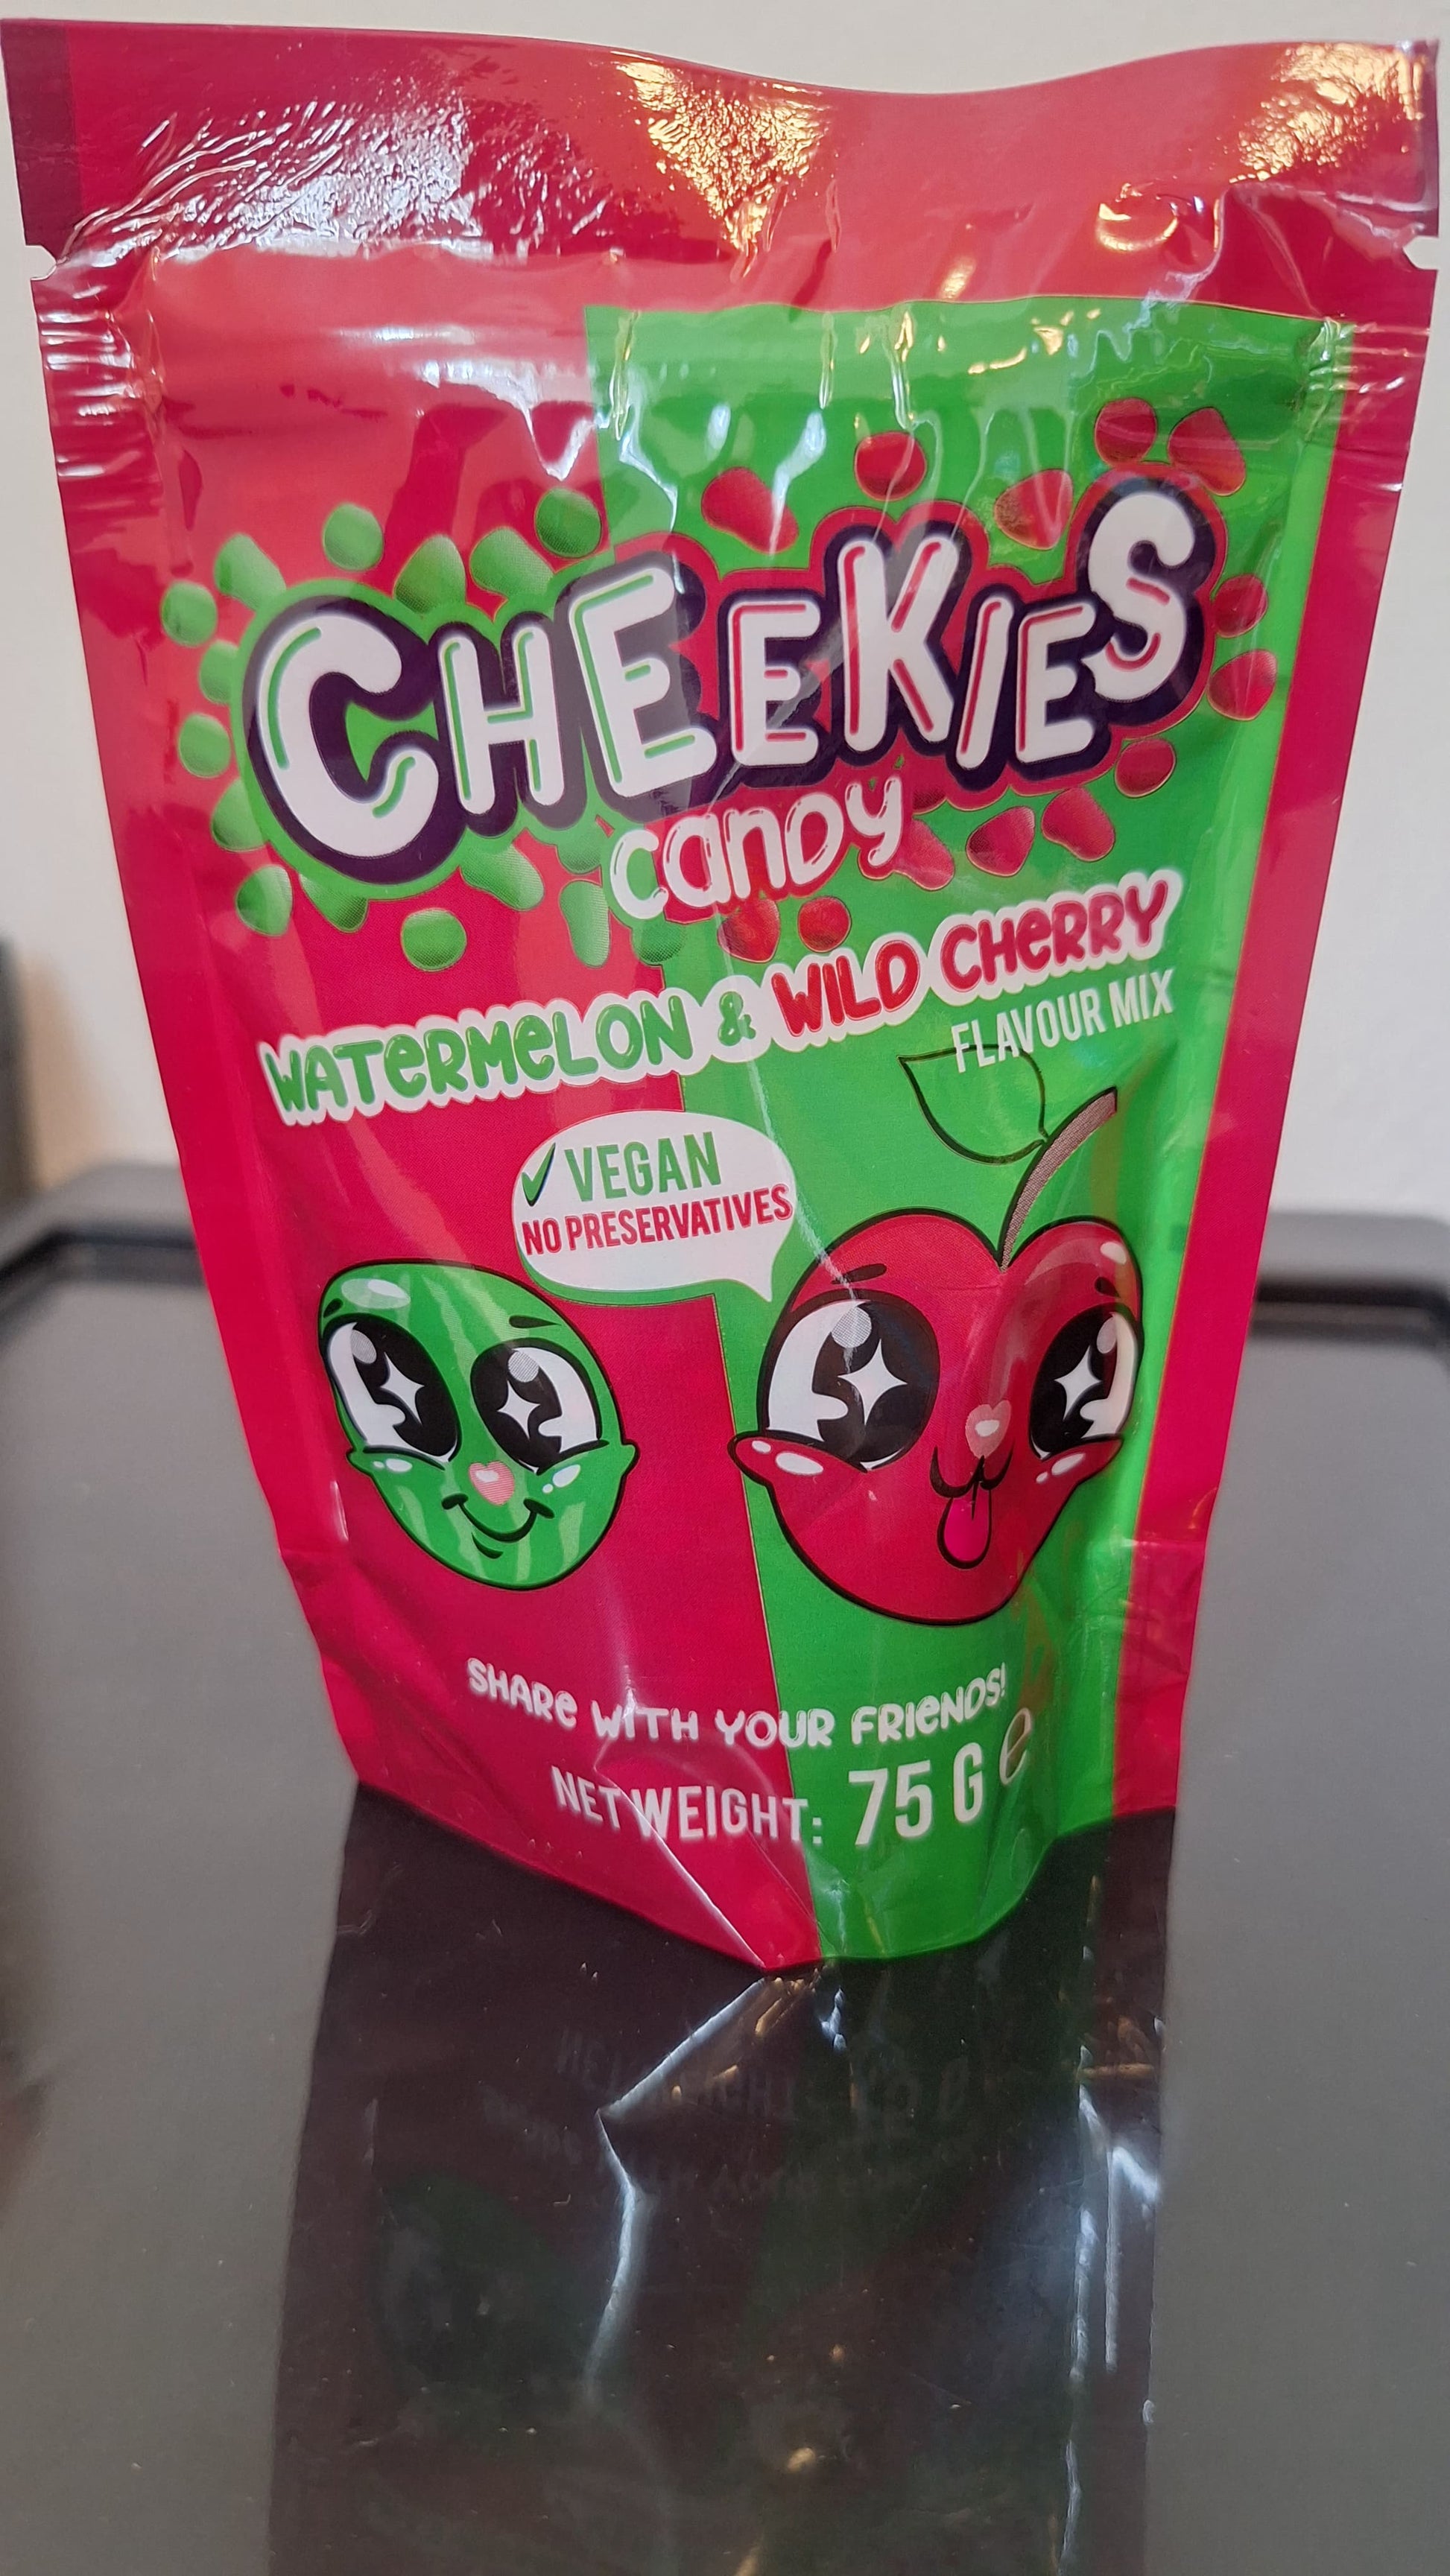 CHEEKIES
candy
WATERMELON & WILD CHERRY
FLAVOUR MIX
✓ VEGAN
NO PRESERVATIVES
SHARE WITH YOUR FRIENDS!
NET WEIGHT: 75 G ℮